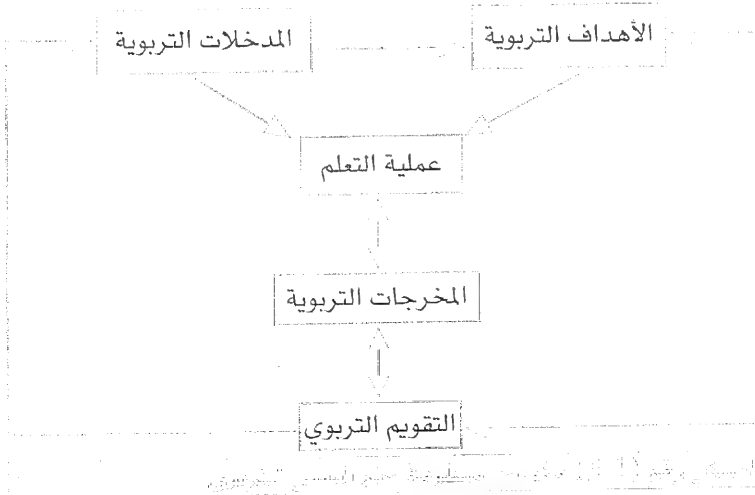 الأهداف التربوية
المدخلات التربوية
عملية التعلم
المخرجات التربوية
التقويم التربوي